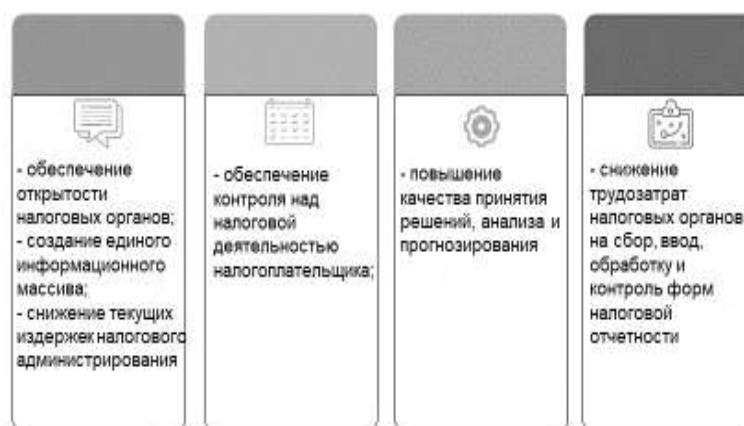 - обеспечение
открытости
налоговых органов;
- создание единого
информационного
массива;
- снижение текущих
издержек налогового
администрирования
- обеспечение
контроля над
налоговой
деятельностью
налогоплательщика;
- повышение
качества принятия
решений, анализа и
прогнозирования
- снижение
трудозатрат
налоговых органов
на сбор, ввод,
обработку и
контроль форм
налоговой
отчетности